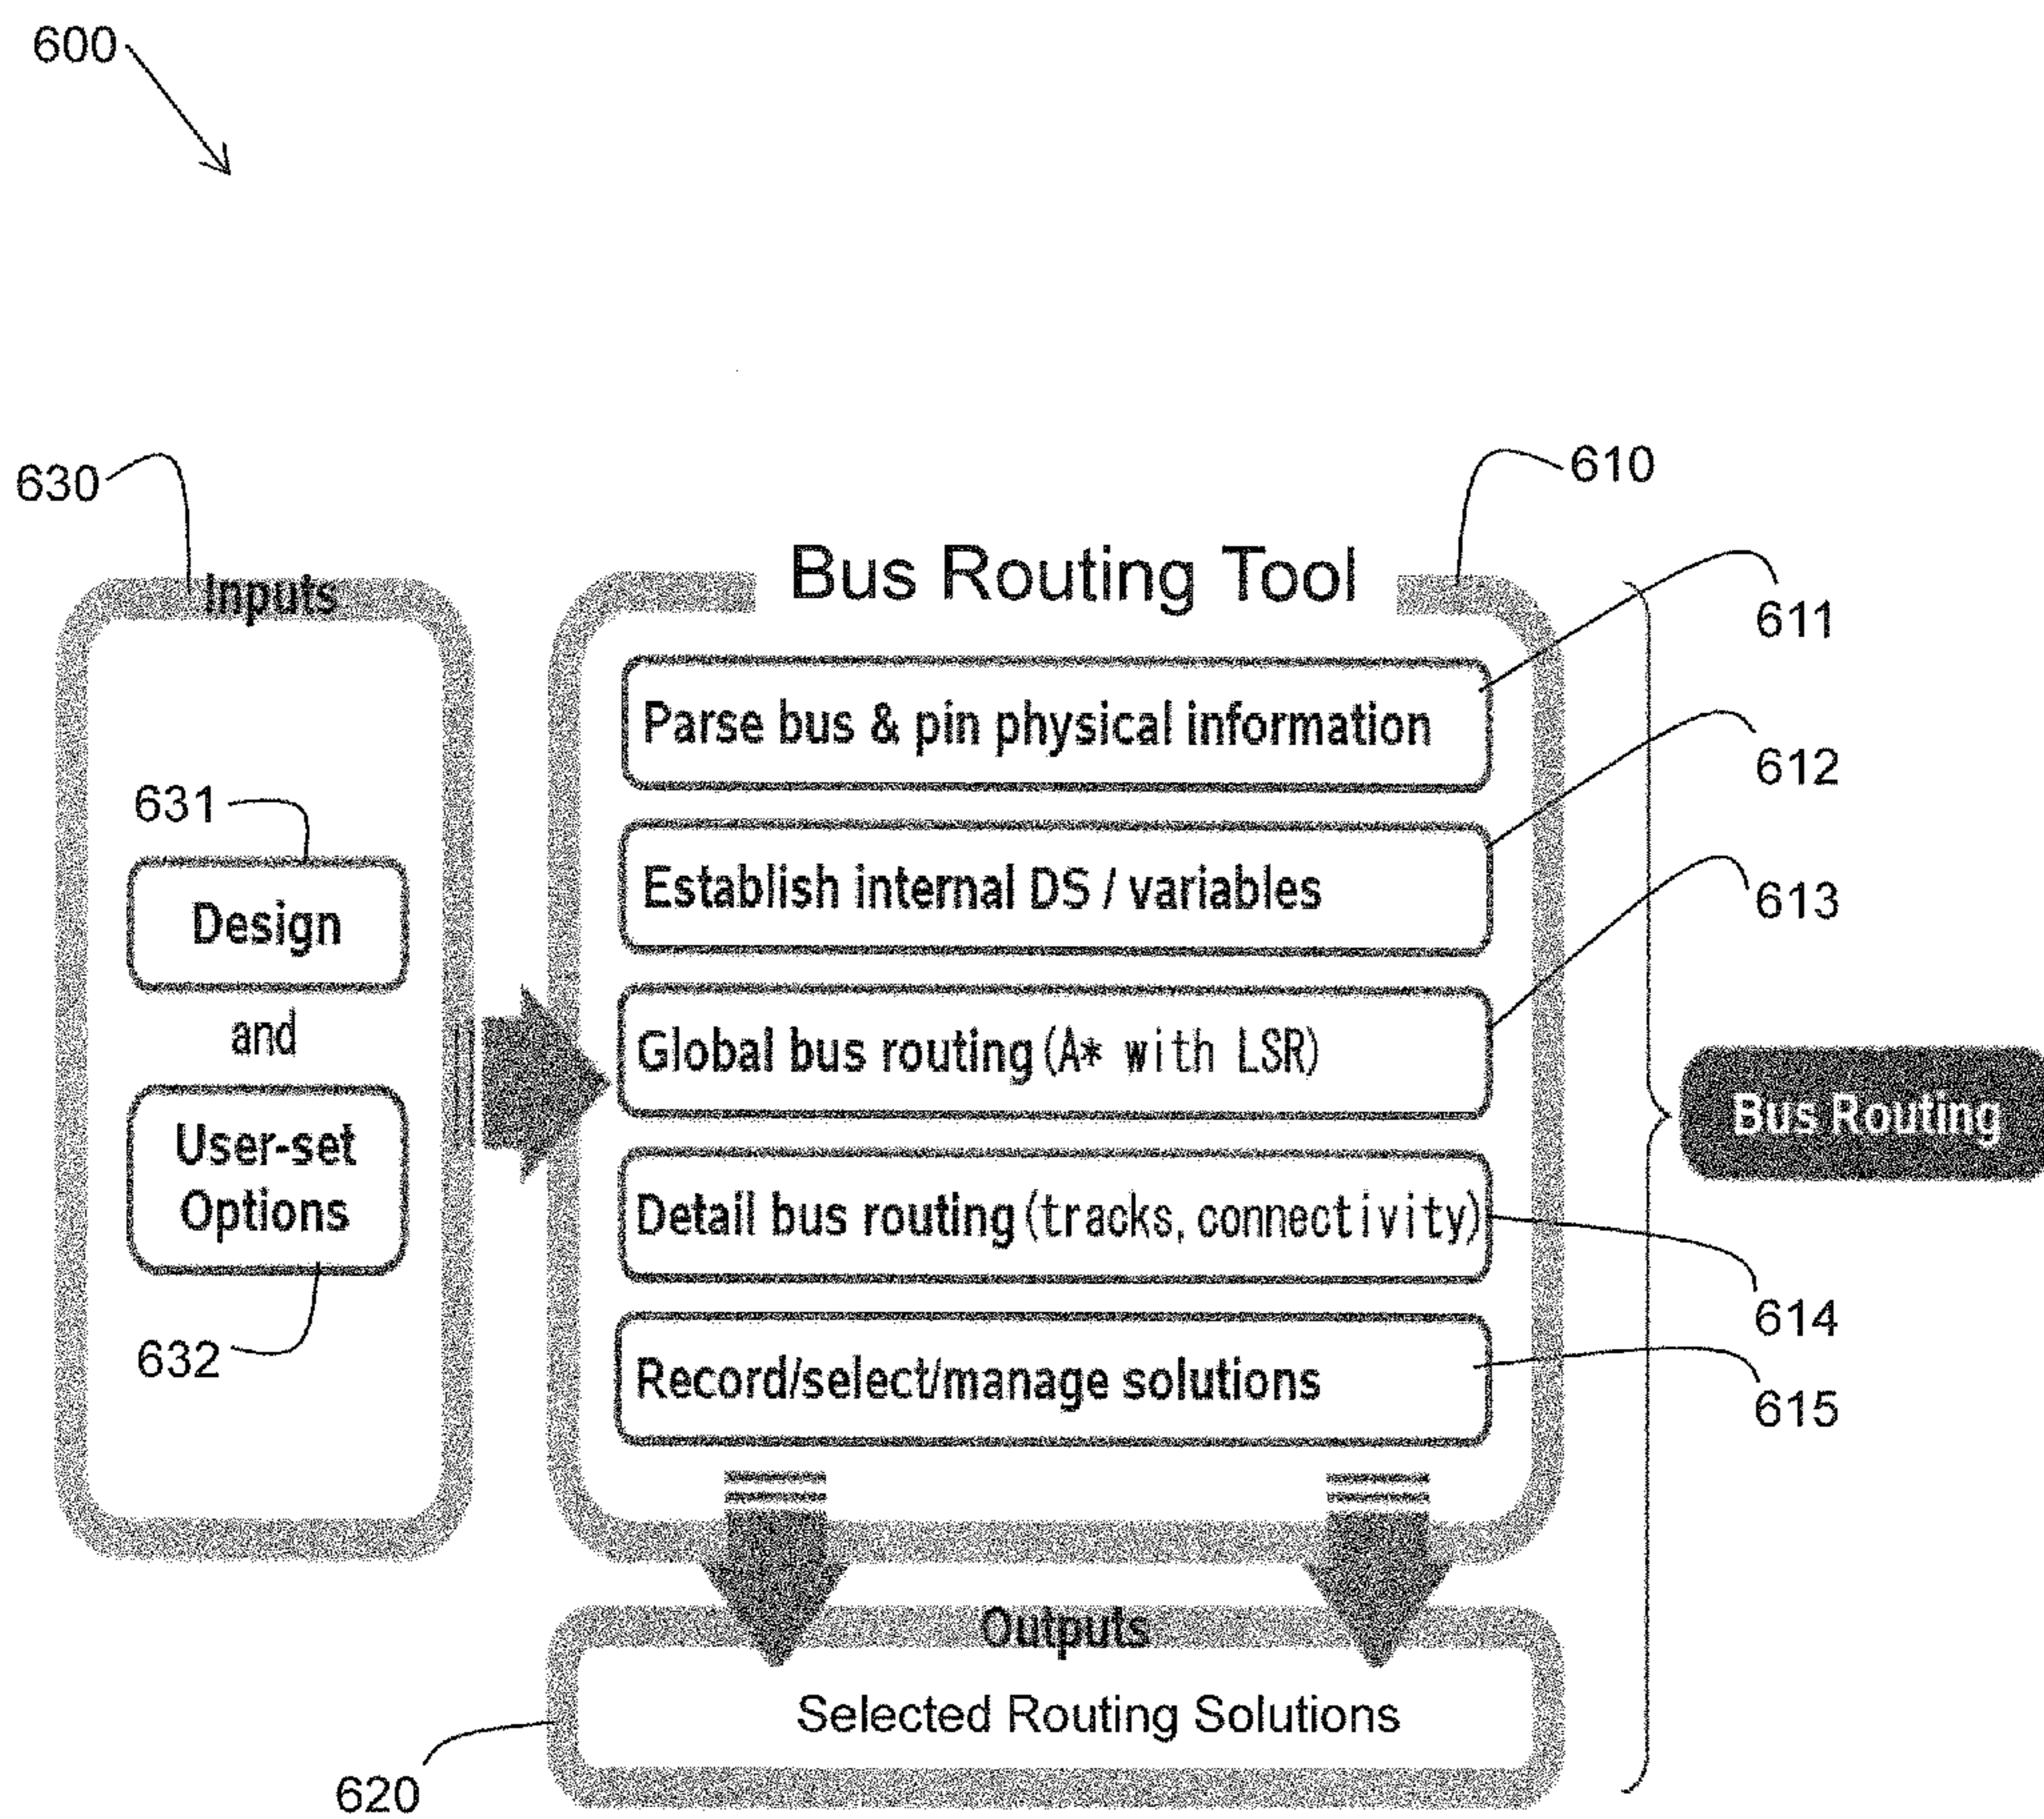 600
630
610
Inputs
Bus Routing Tool
611
Parse bus & pin physical information
612
631
Establish internal DS / variables
613
Design
and
Global bus routing (A* with LSR)
User-set
Options
Bus Routing
Detail bus routing (tracks, connectivity)
614
632
Record/select/manage solutions
615
Outputs
Selected Routing Solutions
620